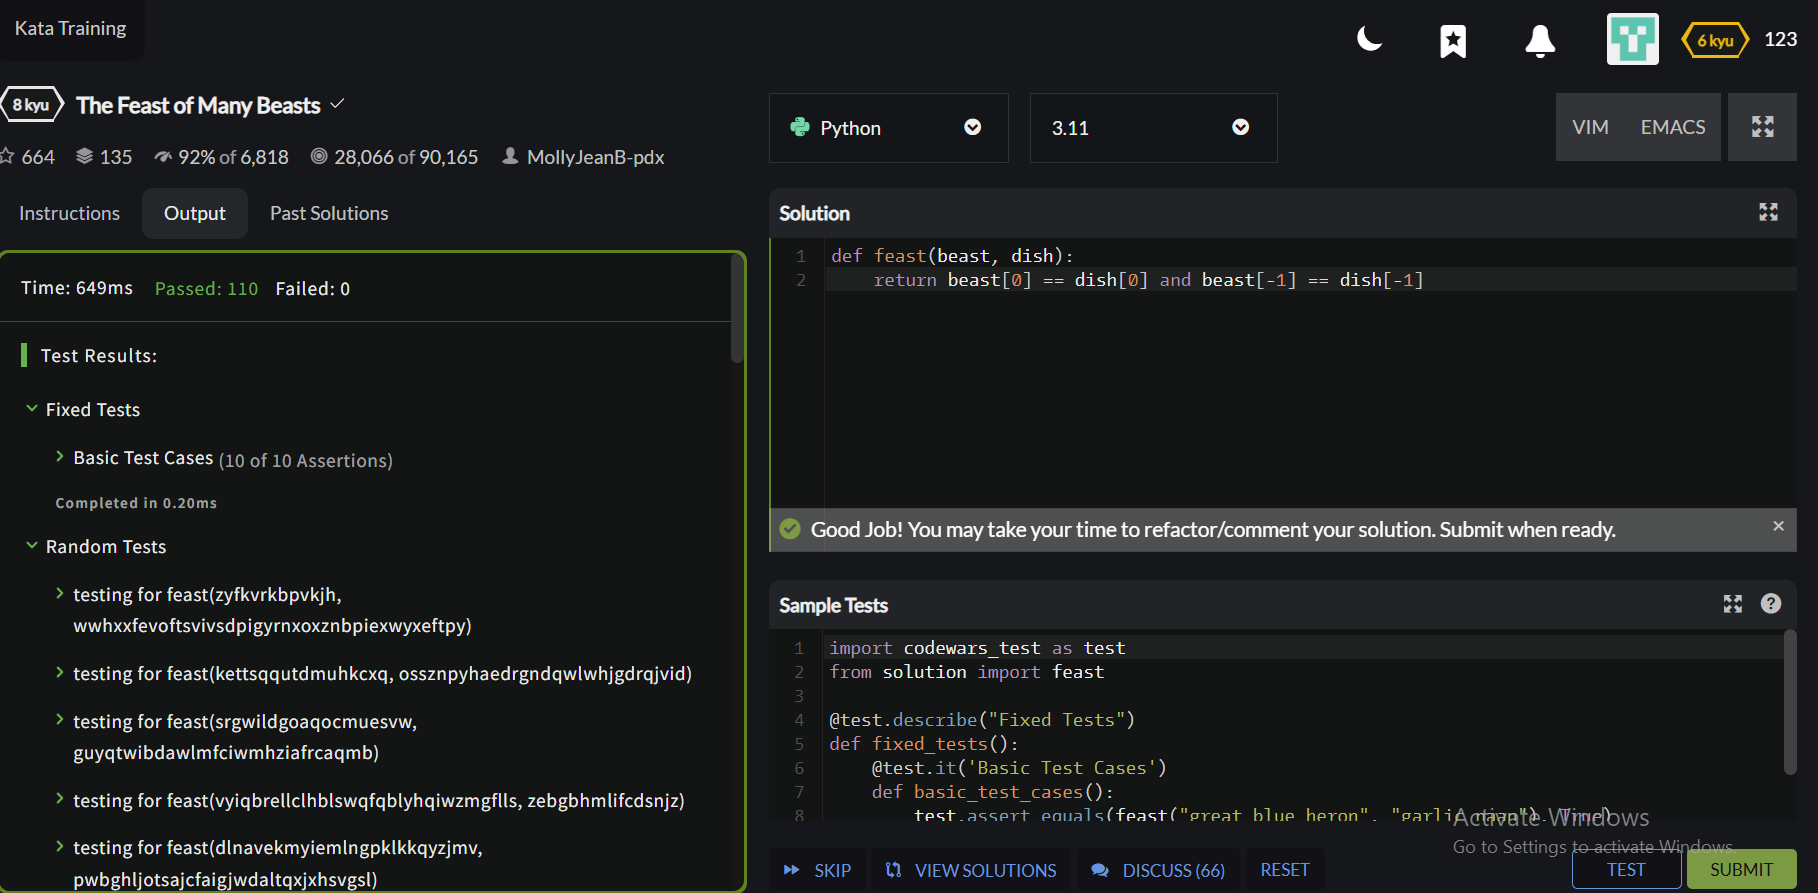 Kata Training
6 kyu 123
8 kyu The Feast of Many Beasts
664 135 92% of 6,818 28,066 of 90,165 MollyJeanB-pdx
Instructions Output Past Solutions
Time: 649ms Passed: 110 Failed: 0
Test Results:
Fixed Tests
Basic Test Cases (10 of 10 Assertions)
Completed in 0.20ms
Random Tests
testing for feast(zyfkvrkbpvkjh,
wwhxxfevoftsvivsdpigyrnxoxznbpiexwyxeftpy)
testing for feast(kettsqqutdmuhkcxq, ossznpyhaedrgndqwlwhjgdrqjvid)
testing for feast(srgwildgoaqocmuesvw,
guyqtwibdawlmfciwmhziafrcaqmb)
testing for feast(vyiqbrellclhblswqfqblyhqiwzmgflls, zebgbhmlifcdsnjz)
testing for feast(dlnavekmyiemlngpklkkqyzjmv,
pwbghljotsajcfaigjwdaltqxjxhsvgsl)
Python 3.11 VIM EMACS
Solution
1 def feast(beast, dish):
2 return beast[0] == dish[0] and beast[-1] == dish[-1]
Good Job! You may take your time to refactor/comment your solution. Submit when ready.
Sample Tests
1 import codewars_test as test
2 from solution import feast
3
4 @test.describe("Fixed Tests")
5 def fixed_tests():
6 @test.it('Basic Test Cases')
7 def basic_test_cases():
8 test.assert_equals(feast("great blue heron", "garlic naan"), True)
Activate Windows
Go to Settings to activate Windows.
SKIP VIEW SOLUTIONS DISCUSS (66) RESET TEST SUBMIT